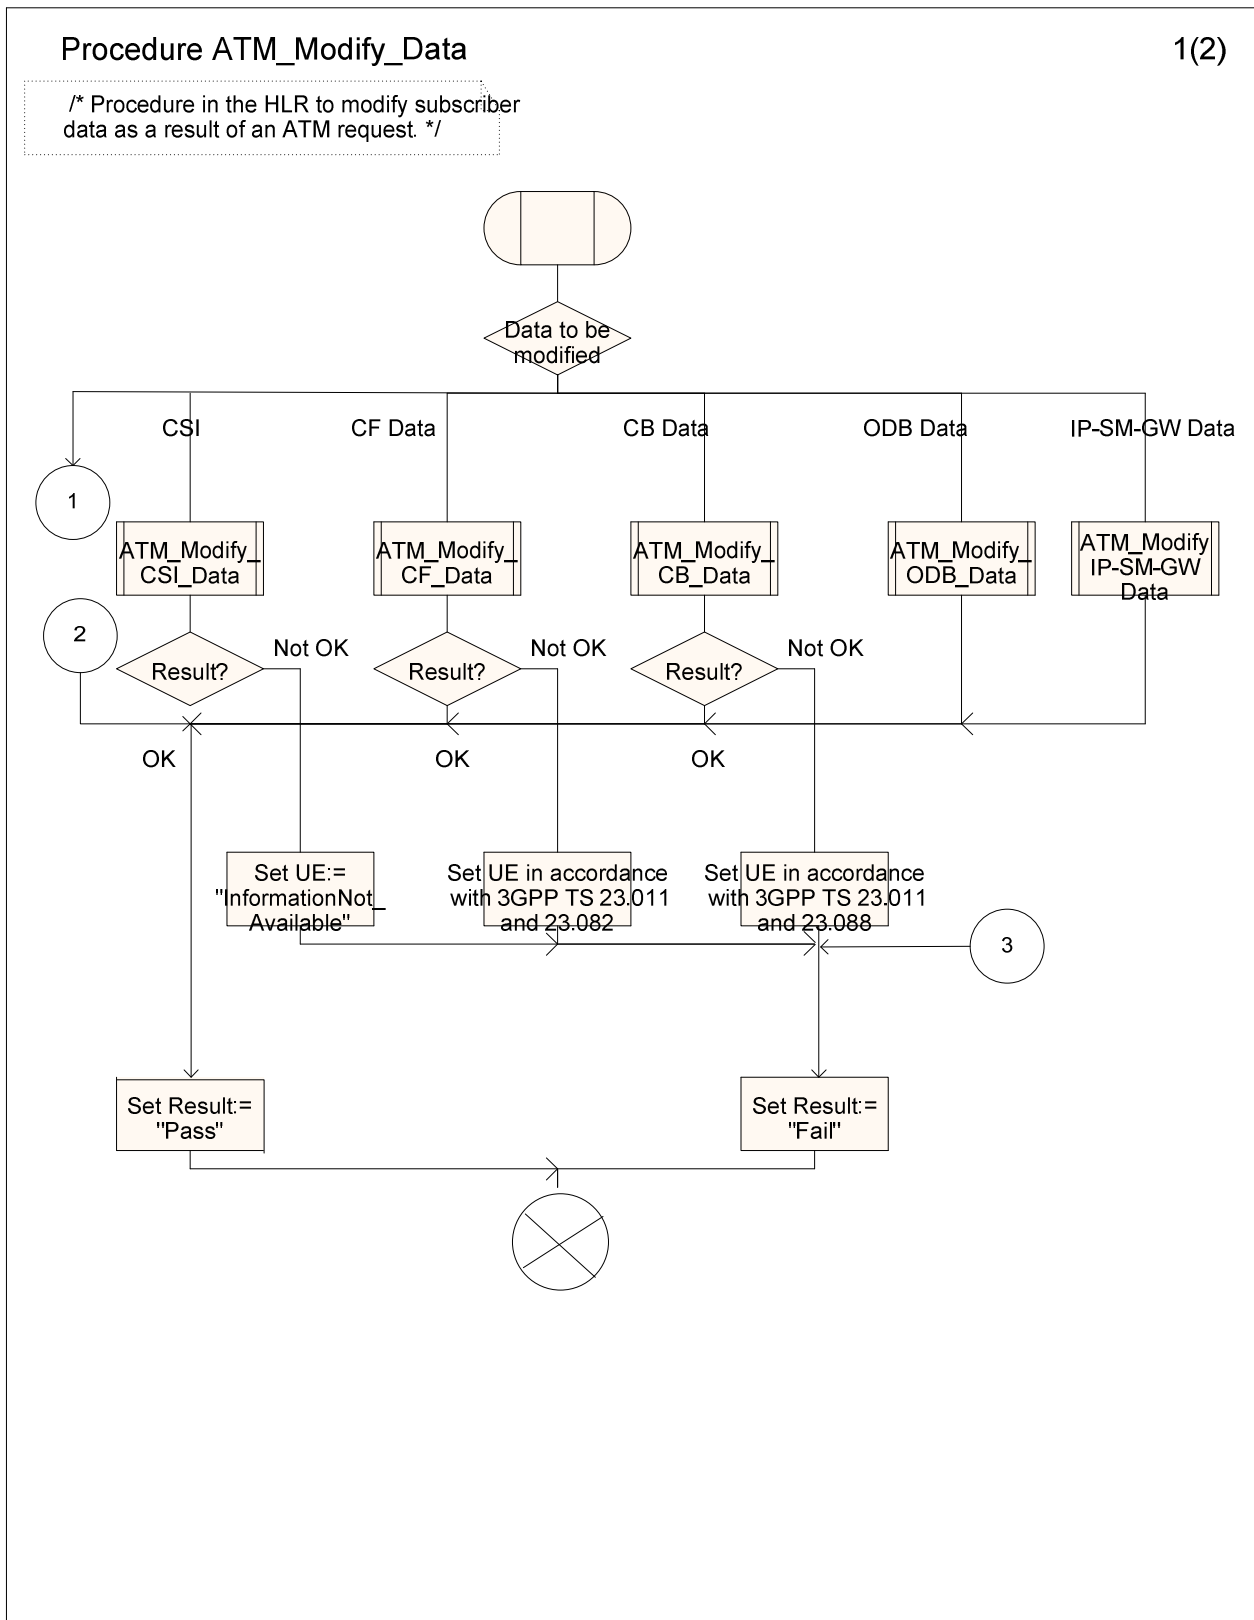 Procedure ATM_Modify_Data
1(2)
/* Procedure in the HLR to modify subscriber
data as a result of an ATM request. */
Data to be
modified
CSI
CF Data
CB Data
ODB Data
IP-SM-GW Data
1
ATM_Modify_
CSI_Data
ATM_Modify_
CF_Data
ATM_Modify_
CB_Data
ATM_Modify_
ODB_Data
ATM_Modify
IP-SM-GW
Data
2
Result?
Not OK
Result?
Not OK
Result?
Not OK
OK
OK
OK
Set UE:=
"InformationNot_
Available"
Set UE in accordance
with 3GPP TS 23.011
and 23.082
Set UE in accordance
with 3GPP TS 23.011
and 23.088
3
Set Result:=
"Pass"
Set Result:=
"Fail"